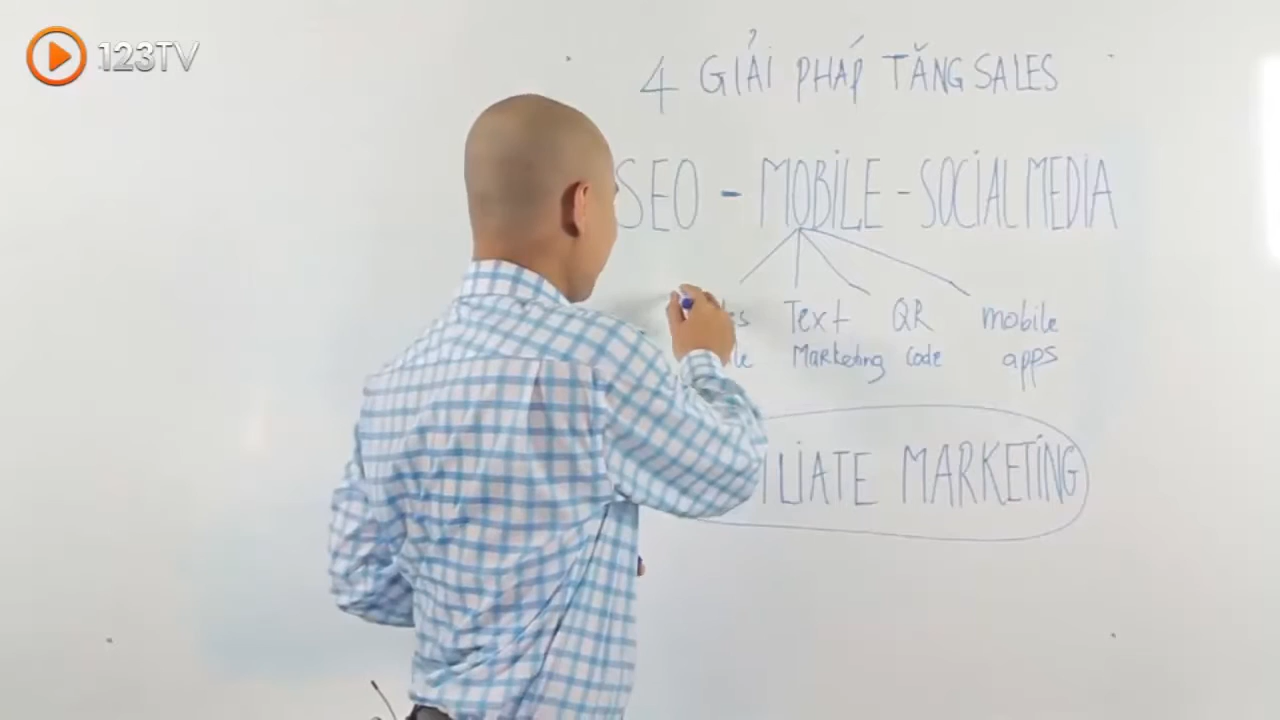 123TV
4 GIẢI PHÁP TĂNG SALES
SEO - MOBILE - SOCIAL MEDIA
Text QR mobile
Marketing code apps
MARKETING